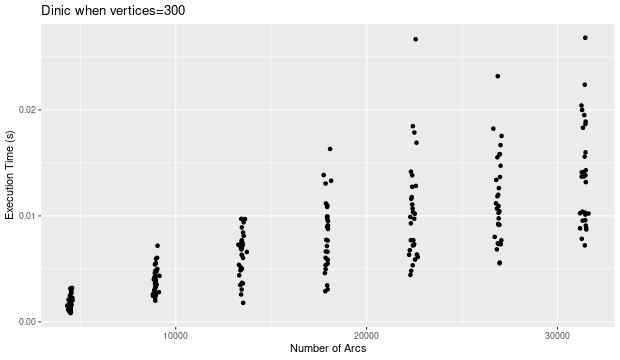 Dinic when vertices=300
Execution Time (s)
0.02
0.01
0.00
10000 20000 30000
Number of Arcs